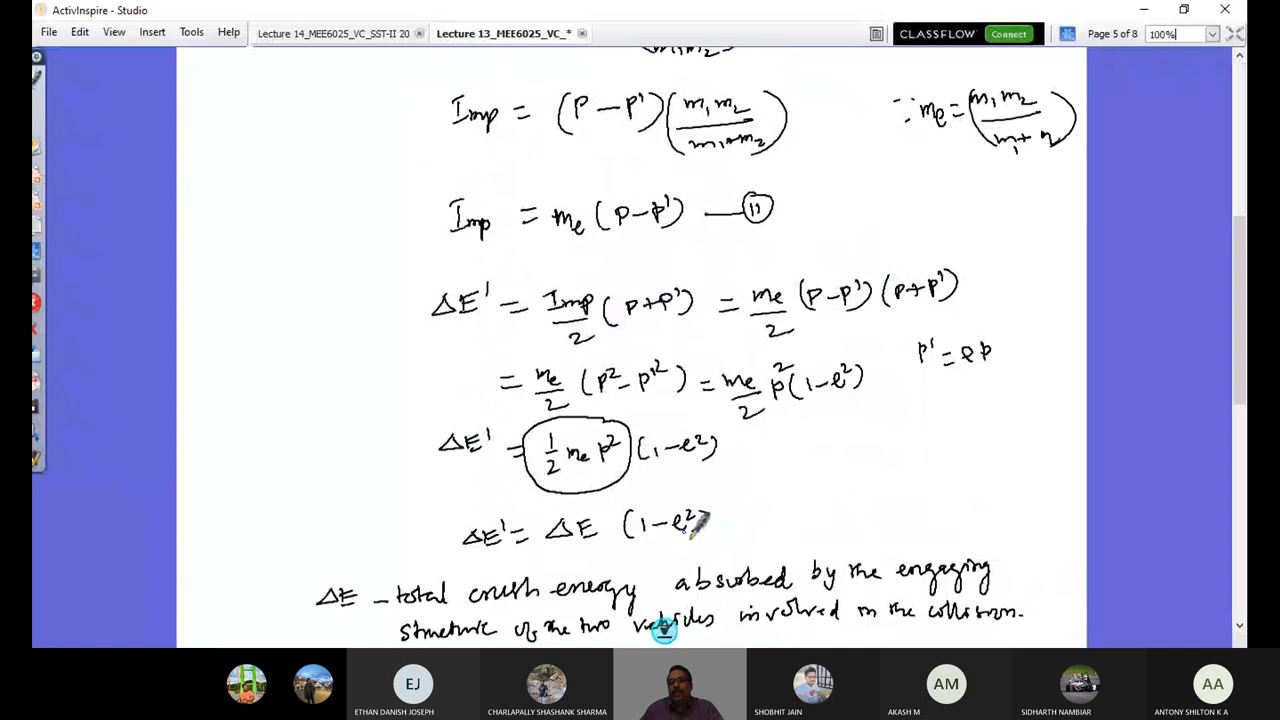 ActivInspire - Studio
File Edit View Insert Tools Help
Lecture 14_MEE6025_VC_SST-II 20
Lecture 13_MEE6025_VC_*
CLASSFLOW Connect
Page 5 of 8
100%
m1m2
Imp = (P-P') (m1 m2 / m1+m2)
∵ me = (m1 m2 / m1+ 2)
Imp = me (P-P') — 11
ΔE' = Imp/2 (P+P') = me/2 (P-P') (P+P')
P' = eP
= me/2 (P² - P'²) = me/2 P² (1-e²)
ΔE' = 1/2 me P² (1-e²)
ΔE' = ΔE (1-e²)
ΔE - total crush energy absorbed by the engaging
structure of the two vehicles involved in the collision.
EJ
AM
AA
ETHAN DANISH JOSEPH
CHARLAPALLY SHASHANK SHARMA
SHOBHIT JAIN
AKASH M
SIDHARTH NAMBIAR
ANTONY SHILTON K A